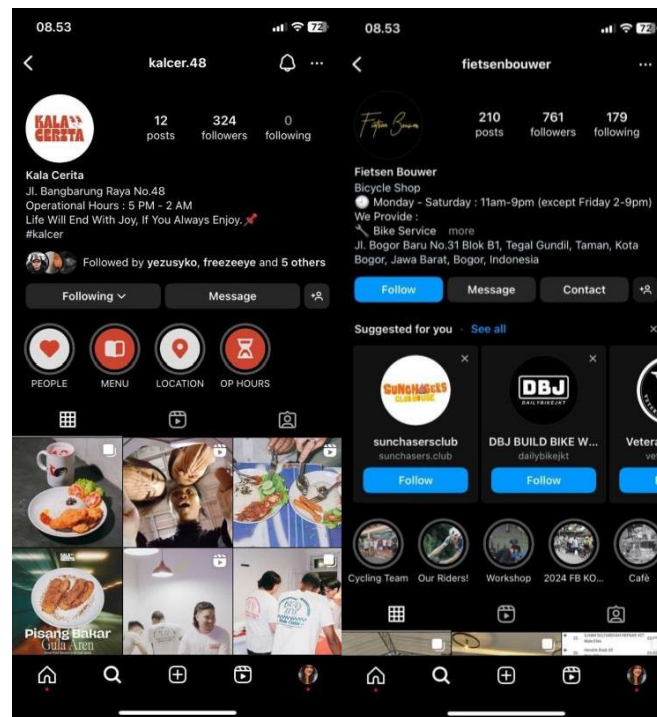 08.53
72
kalcer.48
KALA
CERITA
12
posts
324
followers
0
following
Kala Cerita
Jl. Bangbarung Raya No.48
Operational Hours : 5 PM - 2 AM
Life Will End With Joy, If You Always Enjoy.
#kalcer
Followed by yezusyko, freezeeye and 5 others
Following
Message
PEOPLE
MENU
LOCATION
OP HOURS
Pisang Bakar
Gula Aren
08.53
72
fietsenbouwer
Fietsen Bouwer
210
posts
761
followers
179
following
Fietsen Bouwer
Bicycle Shop
Monday - Saturday : 11am-9pm (except Friday 2-9pm)
We Provide :
Bike Service more
Jl. Bogor Baru No.31 Blok B1, Tegal Gundil, Taman, Kota
Bogor, Jawa Barat, Bogor, Indonesia
Follow
Message
Contact
Suggested for you · See all
SUNCHASERS
CLUB HOUSE
sunchasersclub
sunchasers.club
Follow
DBJ
DAILYBIKEJKT
DBJ BUILD BIKE W...
dailybikejkt
Follow
Vetera
ve
Cycling Team
Our Riders!
Workshop
2024 FB KO...
Cafè